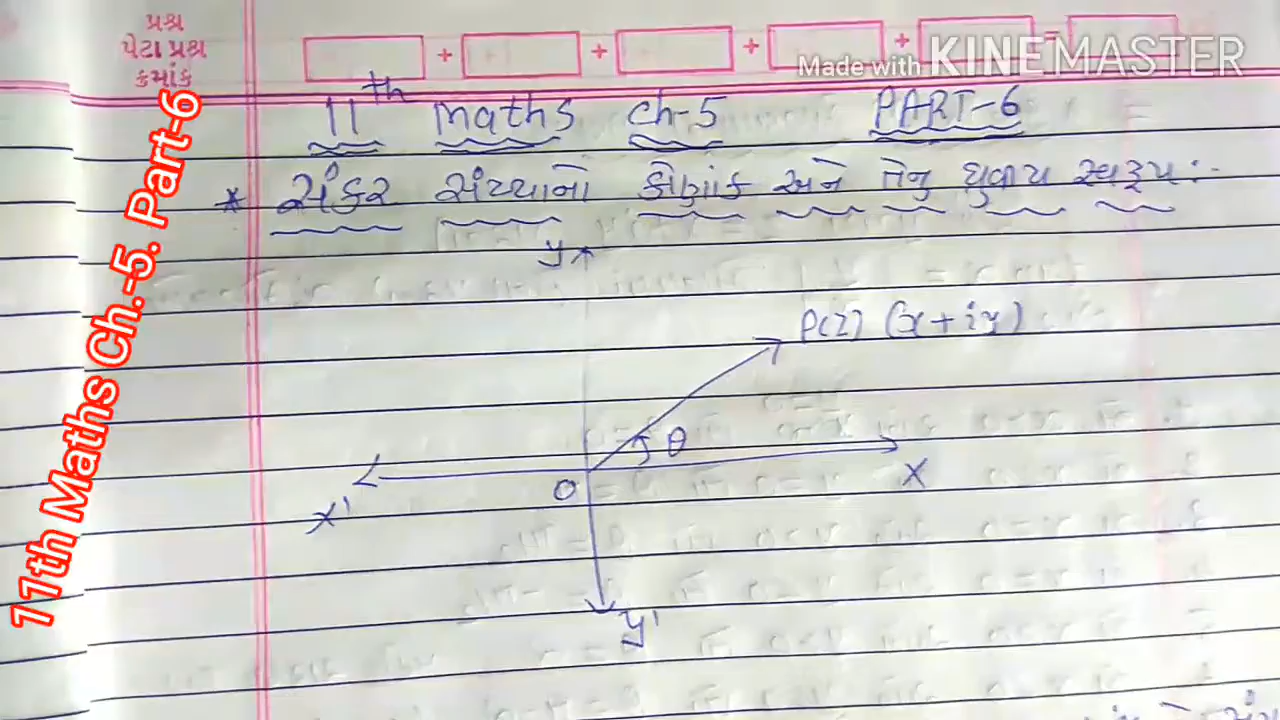 પ્રશ્ન
પેટા પ્રશ્ન
ક્રમાંક
+ + + + =
Made with KINEMASTER
11th Maths Ch.-5. Part-6
11th maths ch-5 PART-6
* સંકર સંખ્યાનો કોણાંક અને તેનુ ધ્રુવીય સ્વરૂપ:-
y
P(z) (x + iy)
θ
O
X
X'
y'